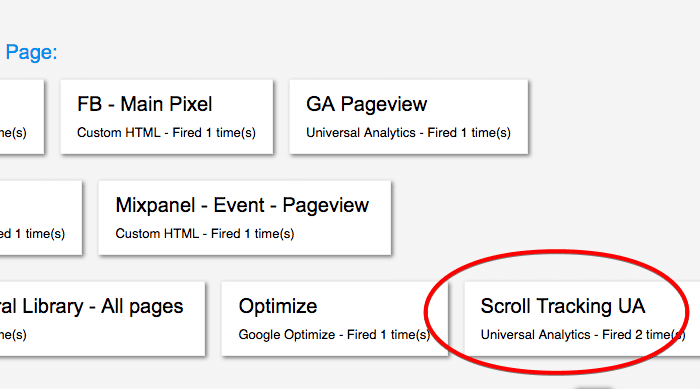 Page:
FB - Main Pixel
GA Pageview
me(s)
Custom HTML - Fired 1 time(s)
Universal Analytics - Fired 1 time(s)
Mixpanel - Event - Pageview
ed 1 time(s)
Custom HTML - Fired 1 time(s)
ral Library - All pages
Optimize
Scroll Tracking UA
me(s)
Google Optimize - Fired 1 time(s)
Universal Analytics - Fired 2 time(s)